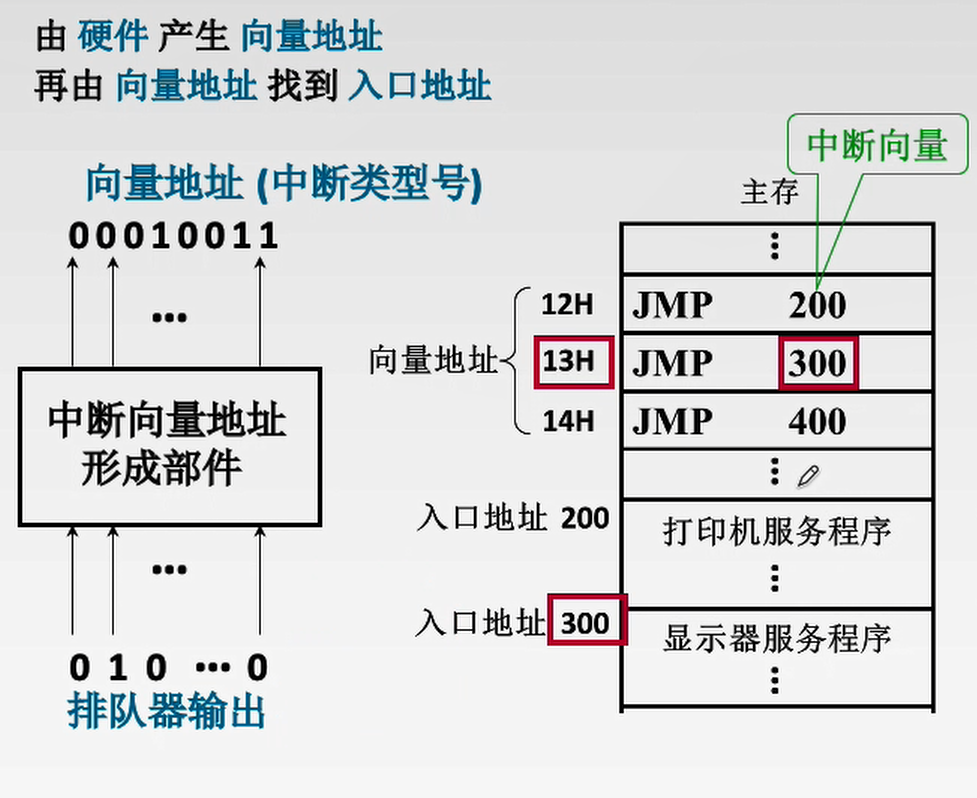 由 硬件 产生 向量地址
再由 向量地址 找到 入口地址
中断向量
向量地址 (中断类型号)
主存
00010011
⋮
12H JMP 200
...
向量地址 13H JMP 300
14H JMP 400
中断向量地址
形成部件
⋮
入口地址 200
打印机服务程序
...
⋮
入口地址 300
显示器服务程序
0 1 0 ... 0
⋮
排队器输出